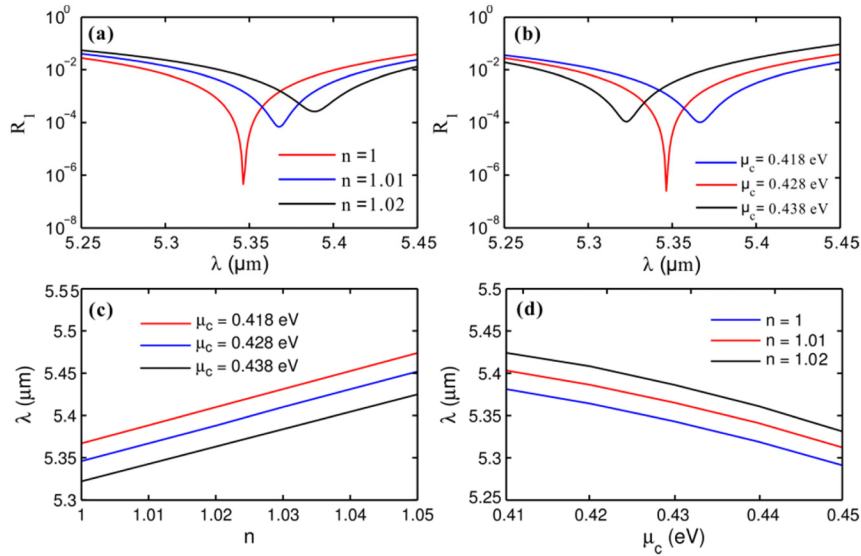 (a)
R1
10^0
10^-2
10^-4
10^-6
10^-8
n =1
n =1.01
n =1.02
5.25 5.3 5.35 5.4 5.45
λ (μm)
(b)
R1
10^0
10^-2
10^-4
10^-6
10^-8
μc = 0.418 eV
μc = 0.428 eV
μc = 0.438 eV
5.25 5.3 5.35 5.4 5.45
λ (μm)
(c)
λ (μm)
5.55
5.5
5.45
5.4
5.35
5.3
μc = 0.418 eV
μc = 0.428 eV
μc = 0.438 eV
1 1.01 1.02 1.03 1.04 1.05
n
(d)
λ (μm)
5.5
5.45
5.4
5.35
5.3
5.25
n = 1
n = 1.01
n = 1.02
0.41 0.42 0.43 0.44 0.45
μc (eV)